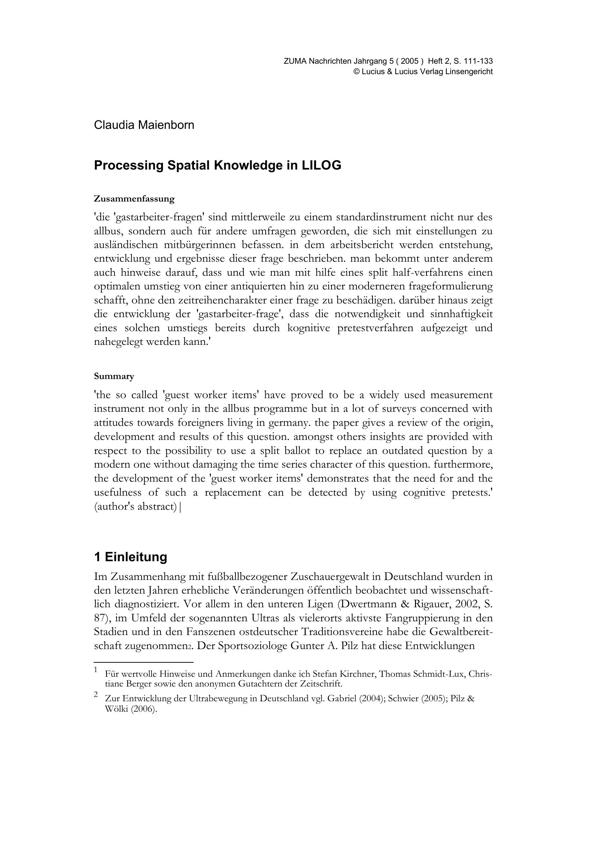 ZUMA Nachrichten Jahrgang 5 ( 2005 ) Heft 2, S. 111-133
© Lucius & Lucius Verlag Linsengericht
Claudia Maienborn
Processing Spatial Knowledge in LILOG
Zusammenfassung
'die 'gastarbeiter-fragen' sind mittlerweile zu einem standardinstrument nicht nur des
allbus, sondern auch für andere umfragen geworden, die sich mit einstellungen zu
ausländischen mitbürgerinnen befassen. in dem arbeitsbericht werden entstehung,
entwicklung und ergebnisse dieser frage beschrieben. man bekommt unter anderem
auch hinweise darauf, dass und wie man mit hilfe eines split half-verfahrens einen
optimalen umstieg von einer antiquierten hin zu einer moderneren frageformulierung
schafft, ohne den zeitreihencharakter einer frage zu beschädigen. darüber hinaus zeigt
die entwicklung der 'gastarbeiter-frage', dass die notwendigkeit und sinnhaftigkeit
eines solchen umstiegs bereits durch kognitive pretestverfahren aufgezeigt und
nahegelegt werden kann.'
Summary
'the so called 'guest worker items' have proved to be a widely used measurement
instrument not only in the allbus programme but in a lot of surveys concerned with
attitudes towards foreigners living in germany. the paper gives a review of the origin,
development and results of this question. amongst others insights are provided with
respect to the possibility to use a split ballot to replace an outdated question by a
modern one without damaging the time series character of this question. furthermore,
the development of the 'guest worker items' demonstrates that the need for and the
usefulness of such a replacement can be detected by using cognitive pretests.'
(author's abstract)|
1 Einleitung
Im Zusammenhang mit fußballbezogener Zuschauergewalt in Deutschland wurden in
den letzten Jahren erhebliche Veränderungen öffentlich beobachtet und wissenschaft-
lich diagnostiziert. Vor allem in den unteren Ligen (Dwertmann & Rigauer, 2002, S.
87), im Umfeld der sogenannten Ultras als vielerorts aktivste Fangruppierung in den
Stadien und in den Fanszenen ostdeutscher Traditionsvereine habe die Gewaltbereit-
schaft zugenommen2. Der Sportsoziologe Gunter A. Pilz hat diese Entwicklungen
1 Für wertvolle Hinweise und Anmerkungen danke ich Stefan Kirchner, Thomas Schmidt-Lux, Chris-
tiane Berger sowie den anonymen Gutachtern der Zeitschrift.
2 Zur Entwicklung der Ultrabewegung in Deutschland vgl. Gabriel (2004); Schwier (2005); Pilz &
Wölki (2006).